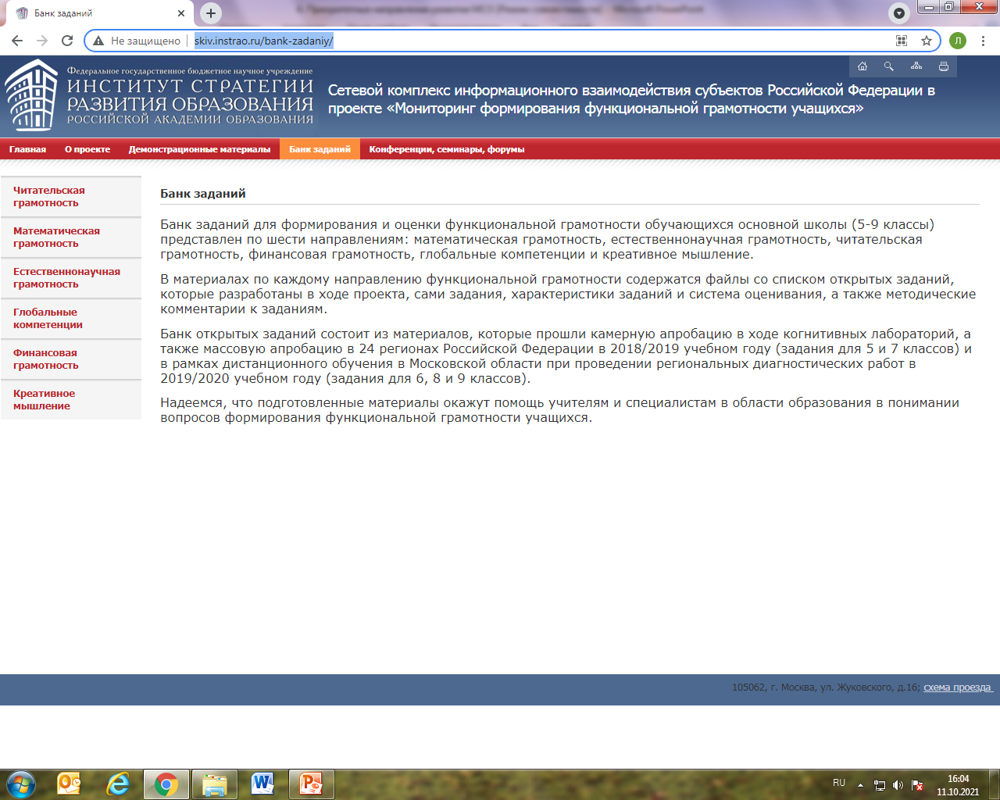 Банк заданий
Не защищено
skiv.instrao.ru/bank-zadaniy/
Л
Федеральное государственное бюджетное научное учреждение
ИНСТИТУТ СТРАТЕГИИ
РАЗВИТИЯ ОБРАЗОВАНИЯ
РОССИЙСКОЙ АКАДЕМИИ ОБРАЗОВАНИЯ
Сетевой комплекс информационного взаимодействия субъектов Российской Федерации в
проекте «Мониторинг формирования функциональной грамотности учащихся»
Главная О проекте Демонстрационные материалы Банк заданий Конференции, семинары, форумы
Читательская
грамотность
Математическая
грамотность
Естественнонаучная
грамотность
Глобальные
компетенции
Финансовая
грамотность
Креативное
мышление
Банк заданий
Банк заданий для формирования и оценки функциональной грамотности обучающихся основной школы (5-9 классы)
представлен по шести направлениям: математическая грамотность, естественнонаучная грамотность, читательская
грамотность, финансовая грамотность, глобальные компетенции и креативное мышление.
В материалах по каждому направлению функциональной грамотности содержатся файлы со списком открытых заданий,
которые разработаны в ходе проекта, сами задания, характеристики заданий и система оценивания, а также методические
комментарии к заданиям.
Банк открытых заданий состоит из материалов, которые прошли камерную апробацию в ходе когнитивных лабораторий, а
также массовую апробацию в 24 регионах Российской Федерации в 2018/2019 учебном году (задания для 5 и 7 классов) и
в рамках дистанционного обучения в Московской области при проведении региональных диагностических работ в
2019/2020 учебном году (задания для 6, 8 и 9 классов).
Надеемся, что подготовленные материалы окажут помощь учителям и специалистам в области образования в понимании
вопросов формирования функциональной грамотности учащихся.
105062, г. Москва, ул. Жуковского, д.16; схема проезда
RU
16:04
11.10.2021